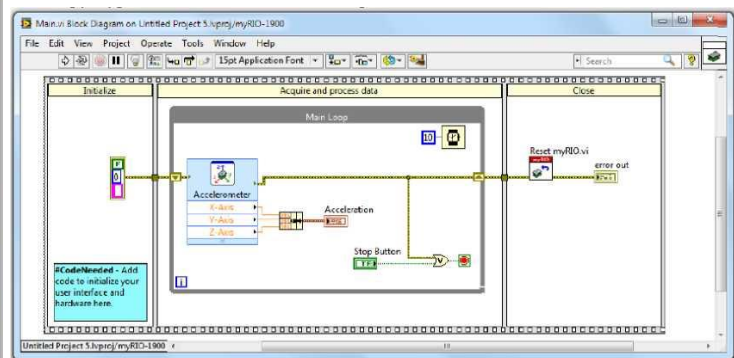 Main.vi Block Diagram on Untitled Project 5.lvproj/myRIO-1900
File Edit View Project Operate Tools Window Help
15pt Application Font
Search
Initialize
Acquire and process data
Close
Main Loop
10
Reset myRIO.vi
myRIO
error out
0
Accelerometer
X-Axis
Y-Axis
Z-Axis
Acceleration
Stop Button
TF
#CodeNeeded - Add
code to initialize your
user interface and
hardware here.
i
Untitled Project 5.lvproj/myRIO-1900